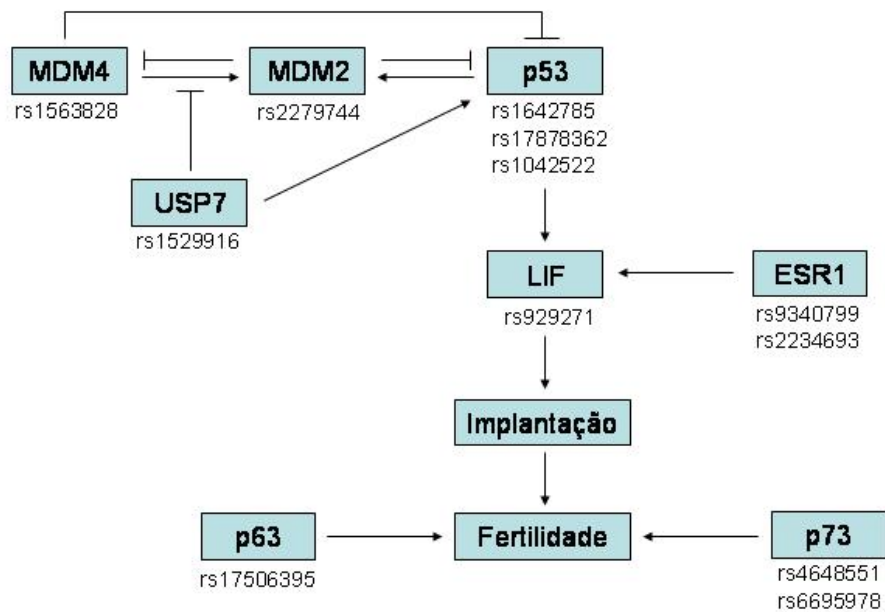 MDM4
MDM2
p53
rs1563828
rs2279744
rs1642785
rs17878362
rs1042522
USP7
rs1529916
LIF
ESR1
rs929271
rs9340799
rs2234693
Implantação
p63
Fertilidade
p73
rs17506395
rs4648551
rs6695978